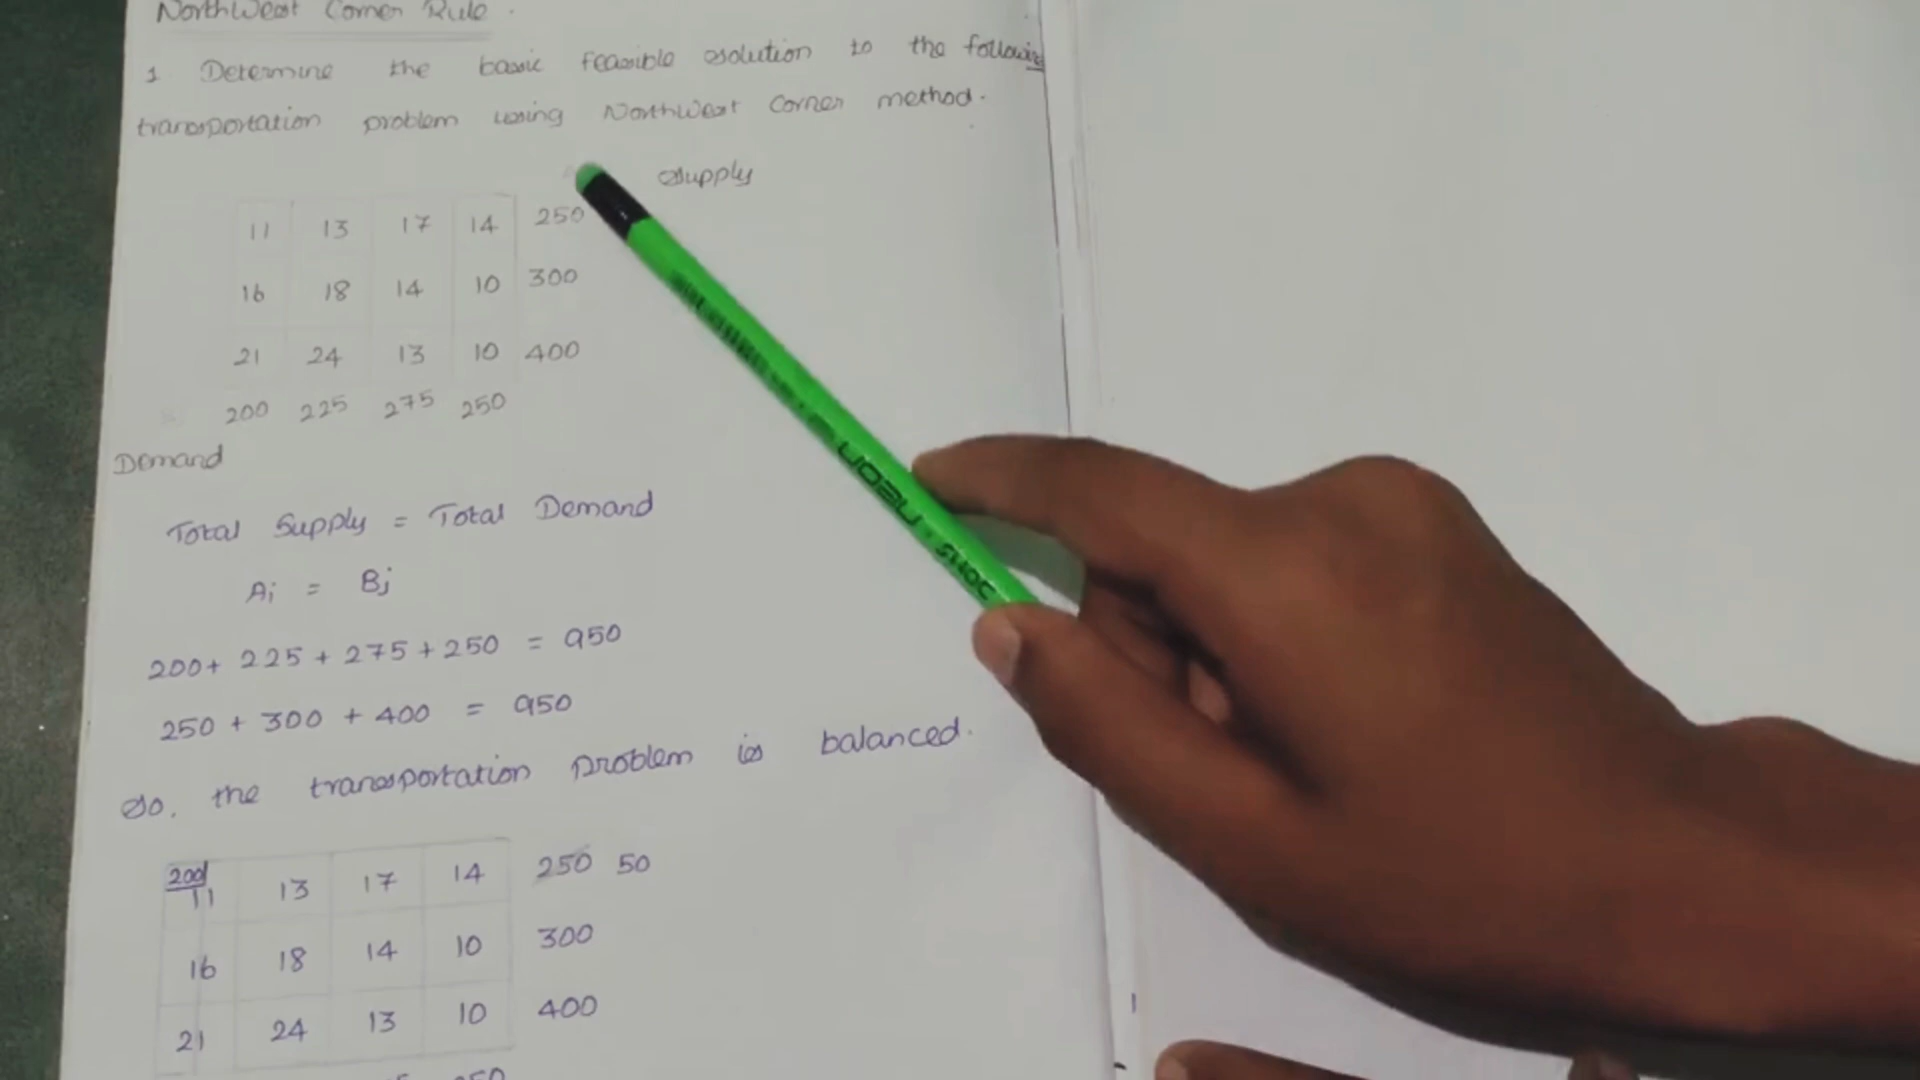 NorthWest Corner Rule.
1 Determine the basic feasible solution to the following
transportation problem using NorthWest Corner method.
Supply
11 13 17 14 250
16 18 14 10 300
21 24 13 10 400
200 225 275 250
Demand
Total Supply = Total Demand
Ai = Bj
200+ 225 + 275 + 250 = 950
250 + 300 + 400 = 950
So, the transportation problem is balanced.
200
11 13 17 14 250 50
16 18 14 10 300
21 24 13 10 400
DOMS NEON